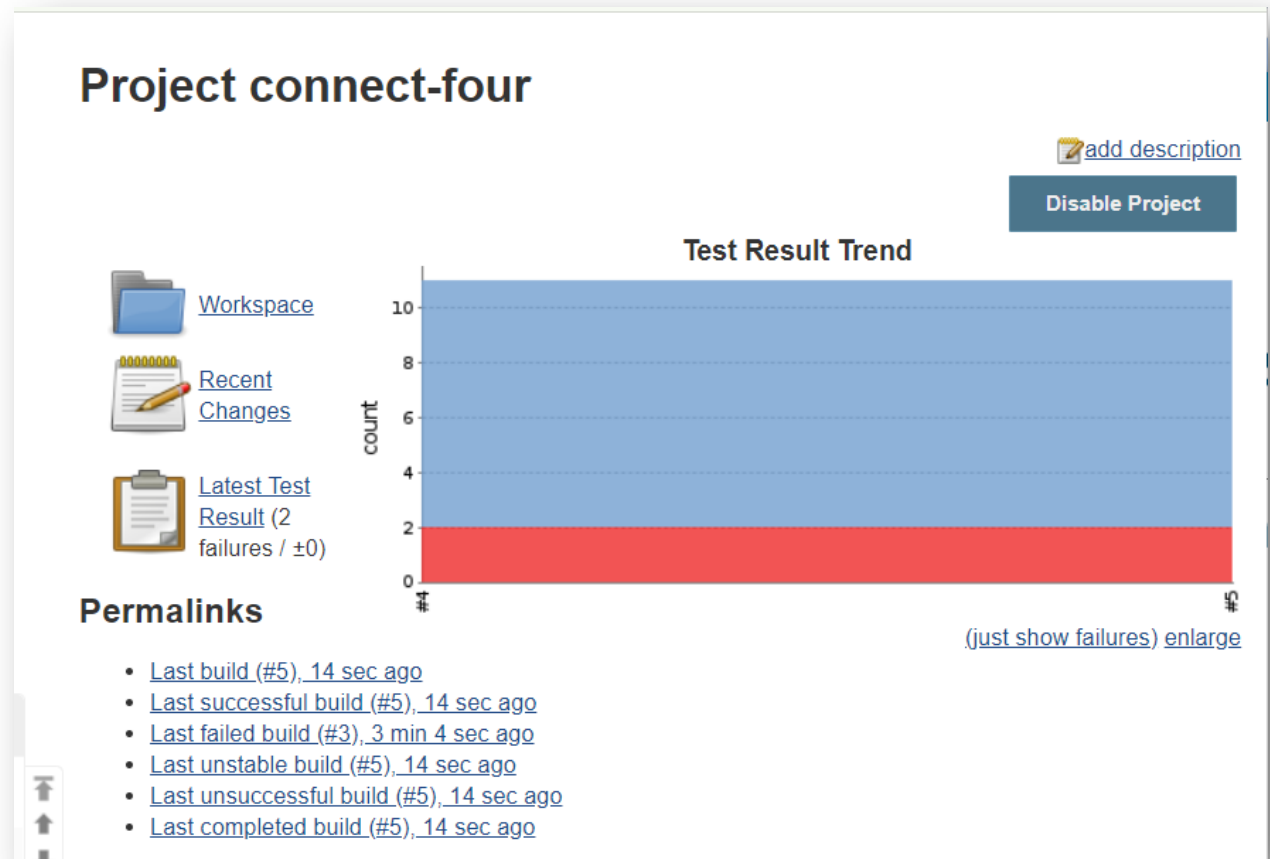 Project connect-four
add description
Disable Project
Test Result Trend
Workspace
Recent
Changes
Latest Test
Result (2
failures / ±0)
count
10
8
6
4
2
0
#4
#5
(just show failures) enlarge
Permalinks
Last build (#5), 14 sec ago
Last successful build (#5), 14 sec ago
Last failed build (#3), 3 min 4 sec ago
Last unstable build (#5), 14 sec ago
Last unsuccessful build (#5), 14 sec ago
Last completed build (#5), 14 sec ago